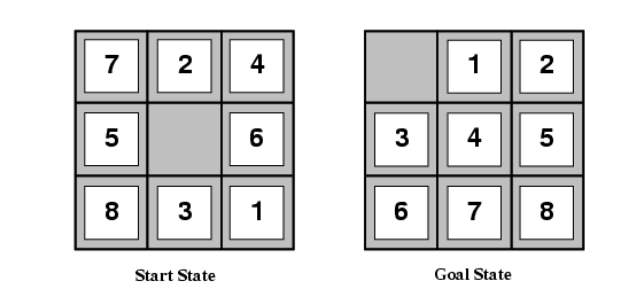 7 2 4
5 6
8 3 1
Start State
1 2
3 4 5
6 7 8
Goal State